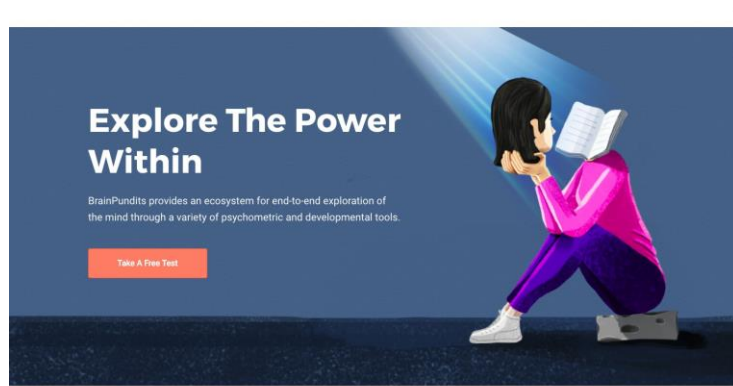 Explore The Power
Within
BrainPundits provides an ecosystem for end-to-end exploration of
the mind through a variety of psychometric and developmental tools.
Take A Free Test